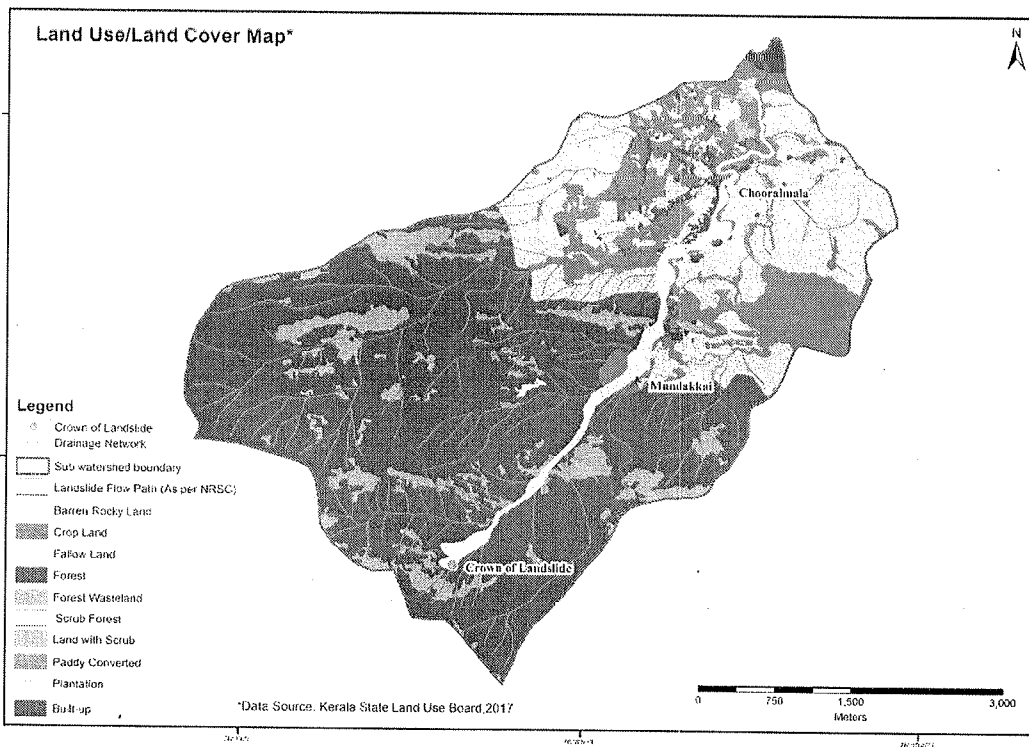 Land Use/Land Cover Map*
N
Chooralmala
Mundakkai
Crown of Landslide
Legend
Crown of Landslide
Drainage Network
Sub watershed boundary
Landslide Flow Path (As per NRSC)
Barren Rocky Land
Crop Land
Fallow Land
Forest
Forest Wasteland
Scrub Forest
Land with Scrub
Paddy Converted
Plantation
Built-up
*Data Source. Kerala State Land Use Board,2017
0 750 1,500 3,000
Meters